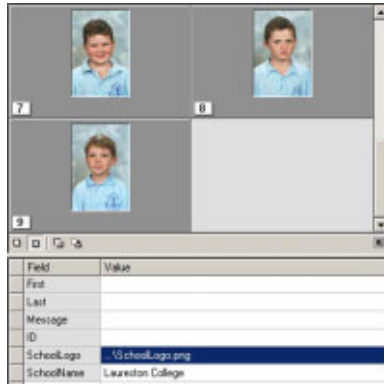 7
8
9
Field Value
First
Last
Message
ID
SchoolLogo ..\SchoolLogo.png
SchoolName Laureston College